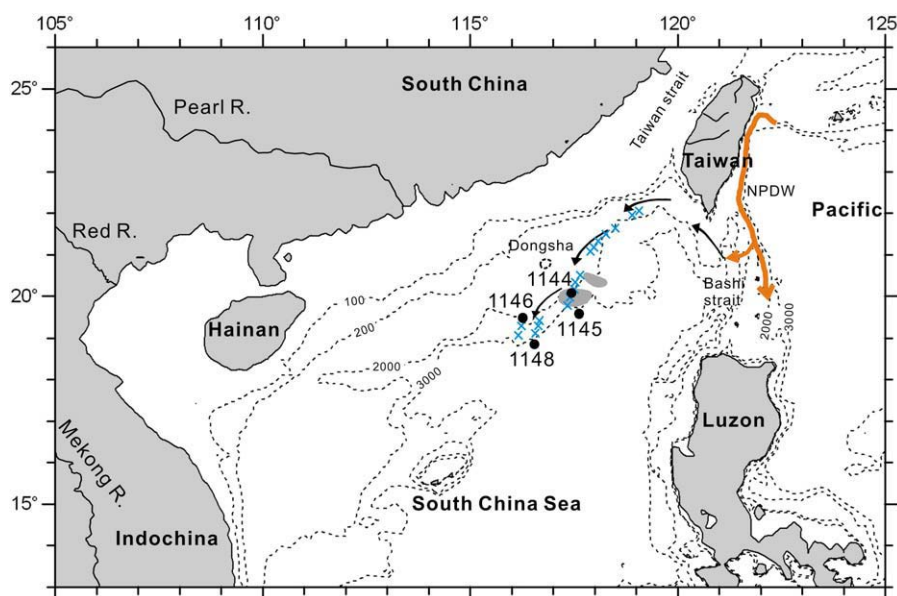 105°
110°
115°
120°
125°
25°
20°
15°
South China
Pearl R.
Taiwan strait
Taiwan
NPDW
Pacific
Red R.
Dongsha
1144
Bashi
strait
100
1146
1145
200
Hainan
1148
2000
3000
2000
3000
Luzon
Mekong R.
South China Sea
Indochina